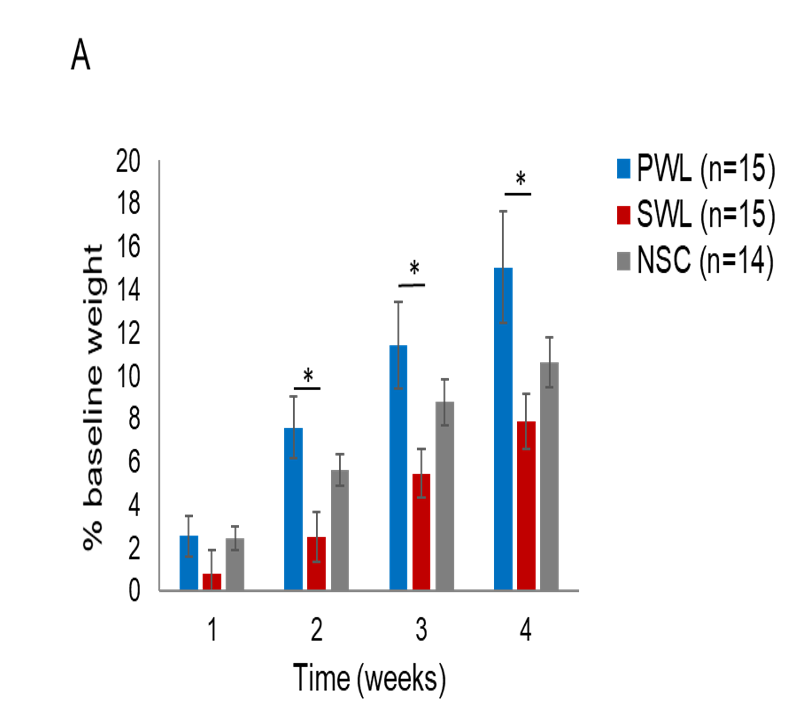 A
% baseline weight
20
18
16
14
12
10
8
6
4
2
0
*
*
*
1 2 3 4
Time (weeks)
PWL (n=15)
SWL (n=15)
NSC (n=14)